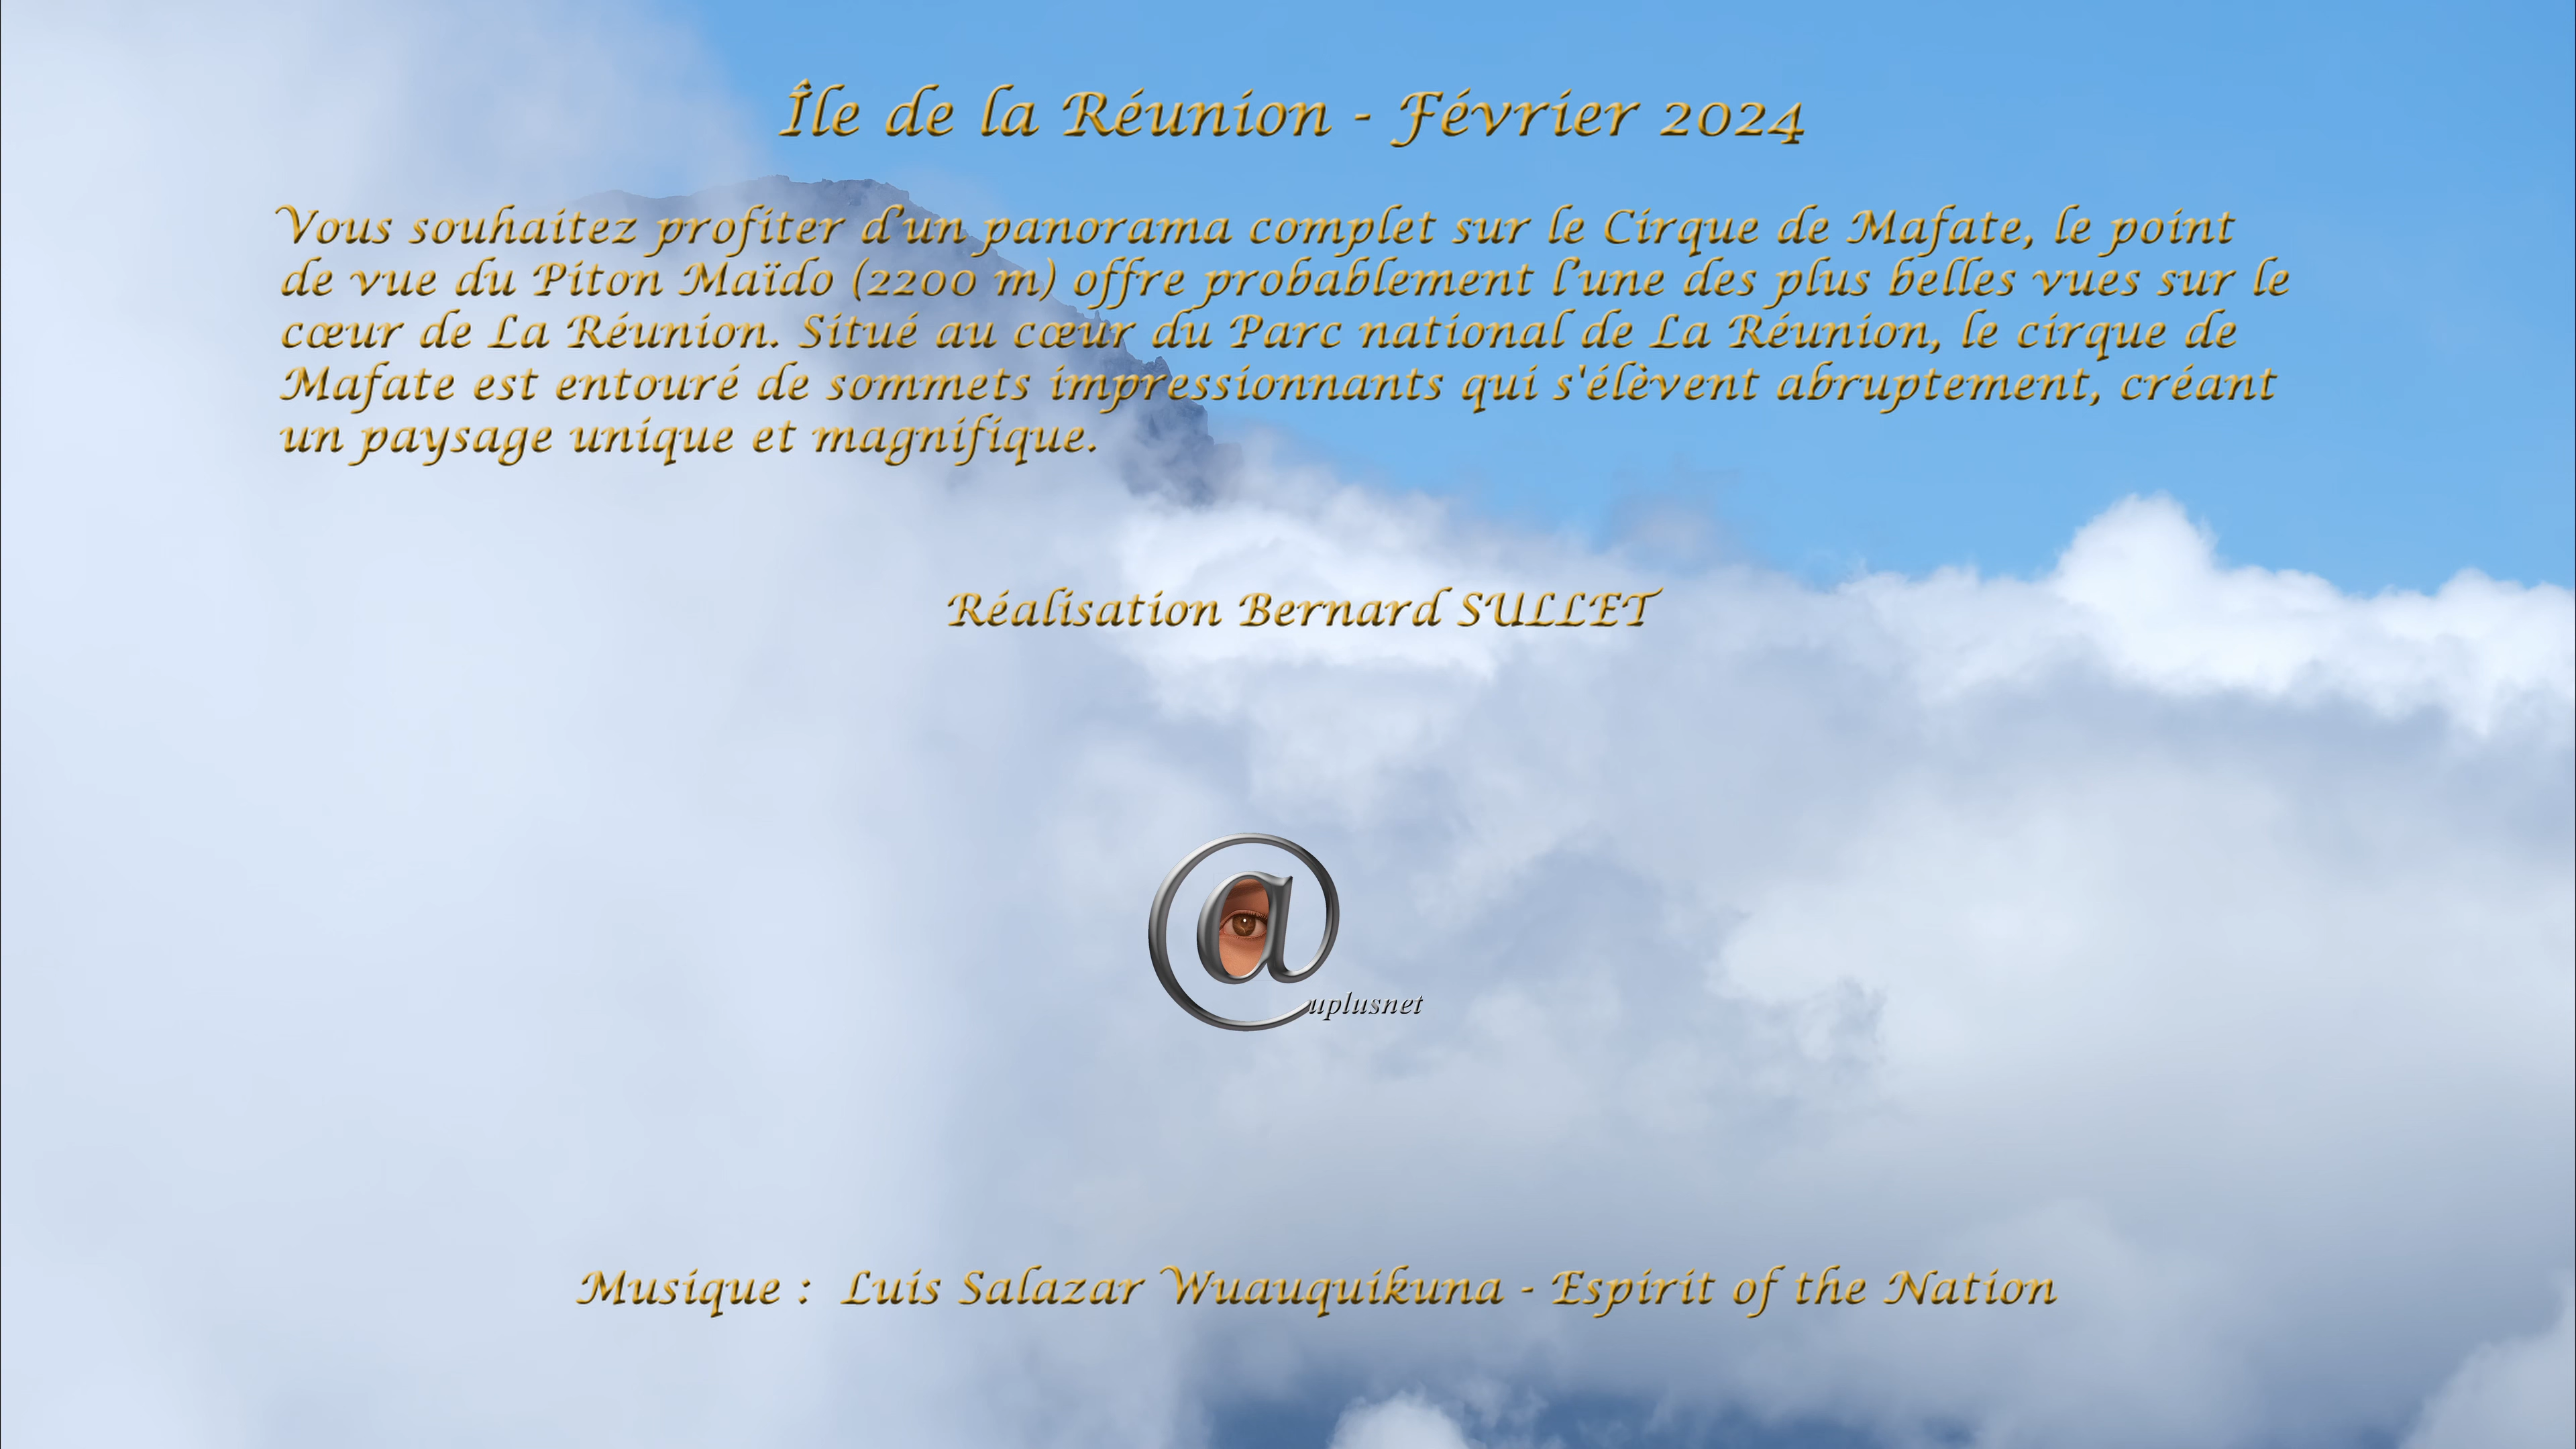 Île de la Réunion - Février 2024
Vous souhaitez profiter d'un panorama complet sur le Cirque de Mafate, le point
de vue du Piton Maïdo (2200 m) offre probablement l'une des plus belles vues sur le
cœur de La Réunion. Situé au cœur du Parc national de La Réunion, le cirque de
Mafate est entouré de sommets impressionnants qui s'élèvent abruptement, créant
un paysage unique et magnifique.
Réalisation Bernard SULLET
@uplusnet
Musique : Luis Salazar Wuauquikuna - Espirit of the Nation